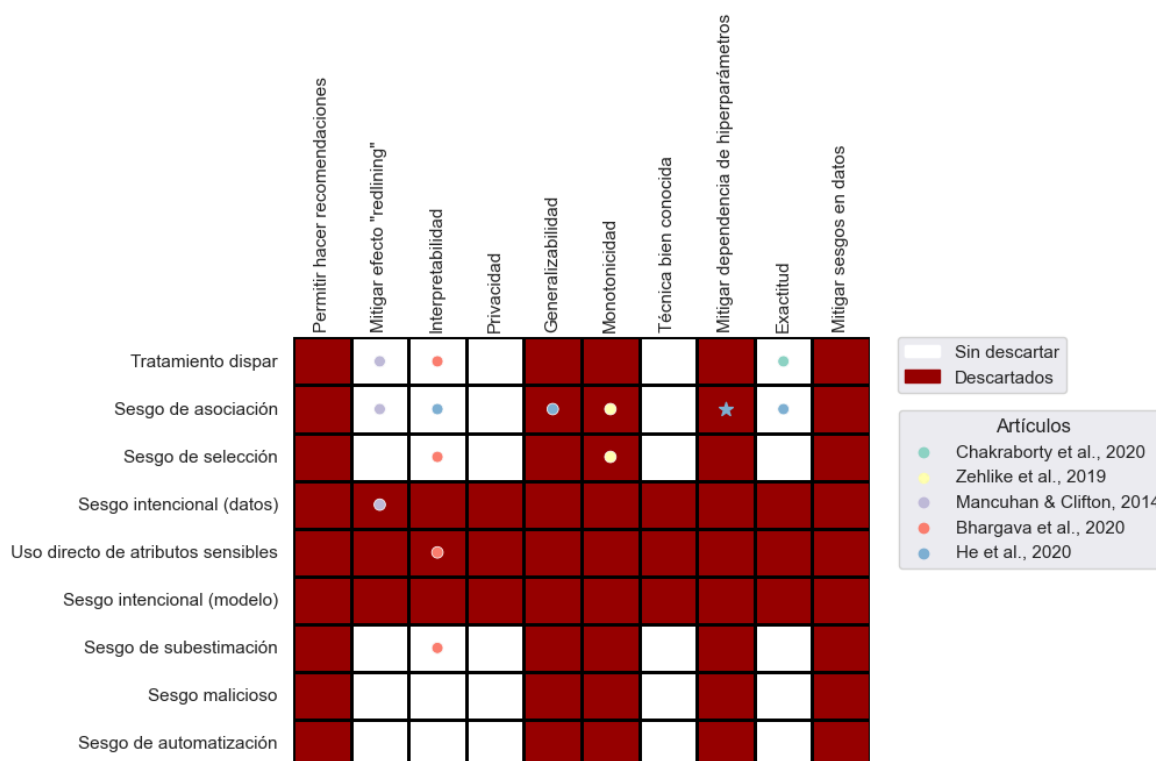 Permitir hacer recomendaciones
Mitigar efecto "redlining"
Interpretabilidad
Privacidad
Generalizabilidad
Monotonicidad
Técnica bien conocida
Mitigar dependencia de hiperparámetros
Exactitud
Mitigar sesgos en datos
Tratamiento dispar
Sesgo de asociación
Sesgo de selección
Sesgo intencional (datos)
Uso directo de atributos sensibles
Sesgo intencional (modelo)
Sesgo de subestimación
Sesgo malicioso
Sesgo de automatización
Sin descartar
Descartados
Artículos
Chakraborty et al., 2020
Zehlike et al., 2019
Mancuhan & Clifton, 2014
Bhargava et al., 2020
He et al., 2020